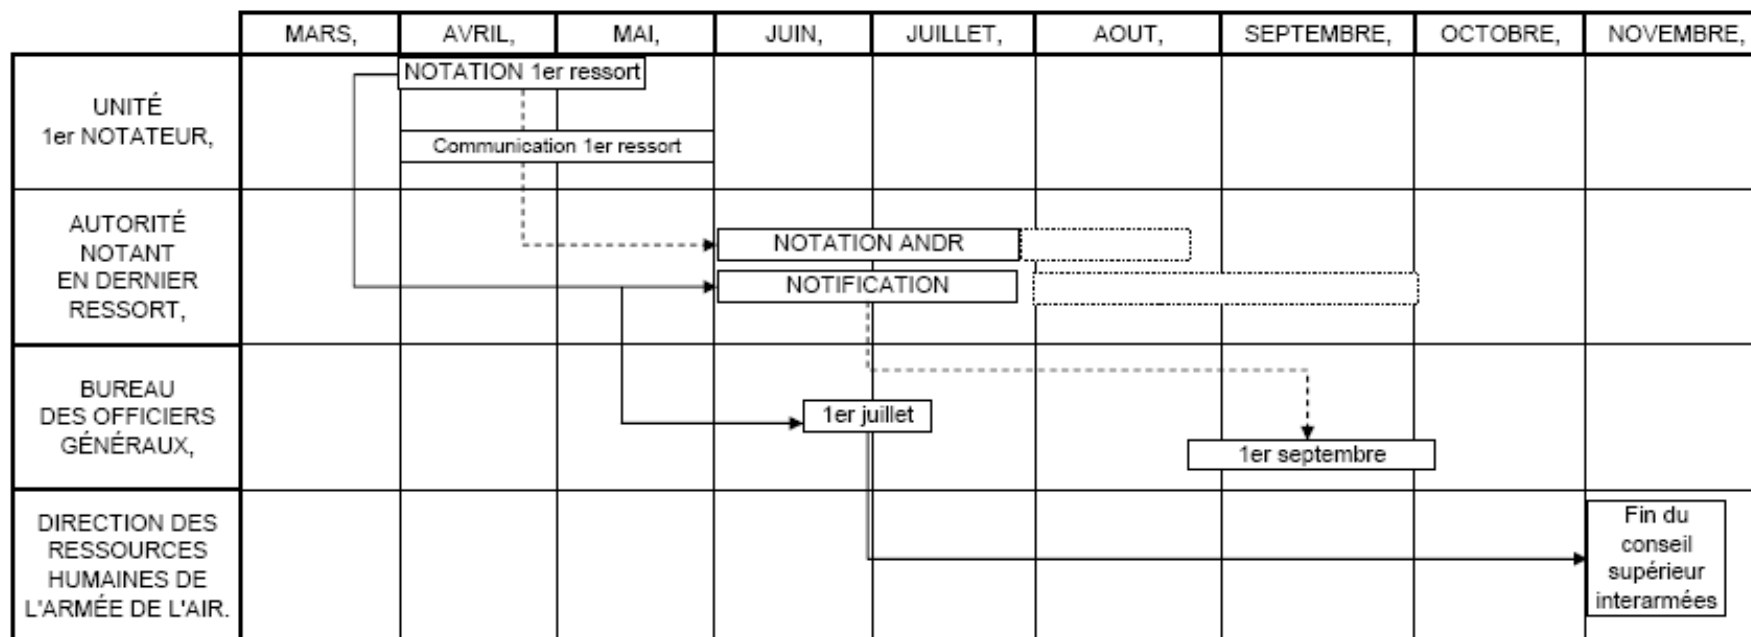 MARS, AVRIL, MAI, JUIN, JUILLET, AOUT, SEPTEMBRE, OCTOBRE, NOVEMBRE,
UNITÉ
1er NOTATEUR,
NOTATION 1er ressort
Communication 1er ressort
AUTORITÉ
NOTANT
EN DERNIER
RESSORT,
NOTATION ANDR
NOTIFICATION
BUREAU
DES OFFICIERS
GÉNÉRAUX,
1er juillet
1er septembre
DIRECTION DES
RESSOURCES
HUMAINES DE
L'ARMÉE DE L'AIR.
Fin du
conseil
supérieur
interarmées